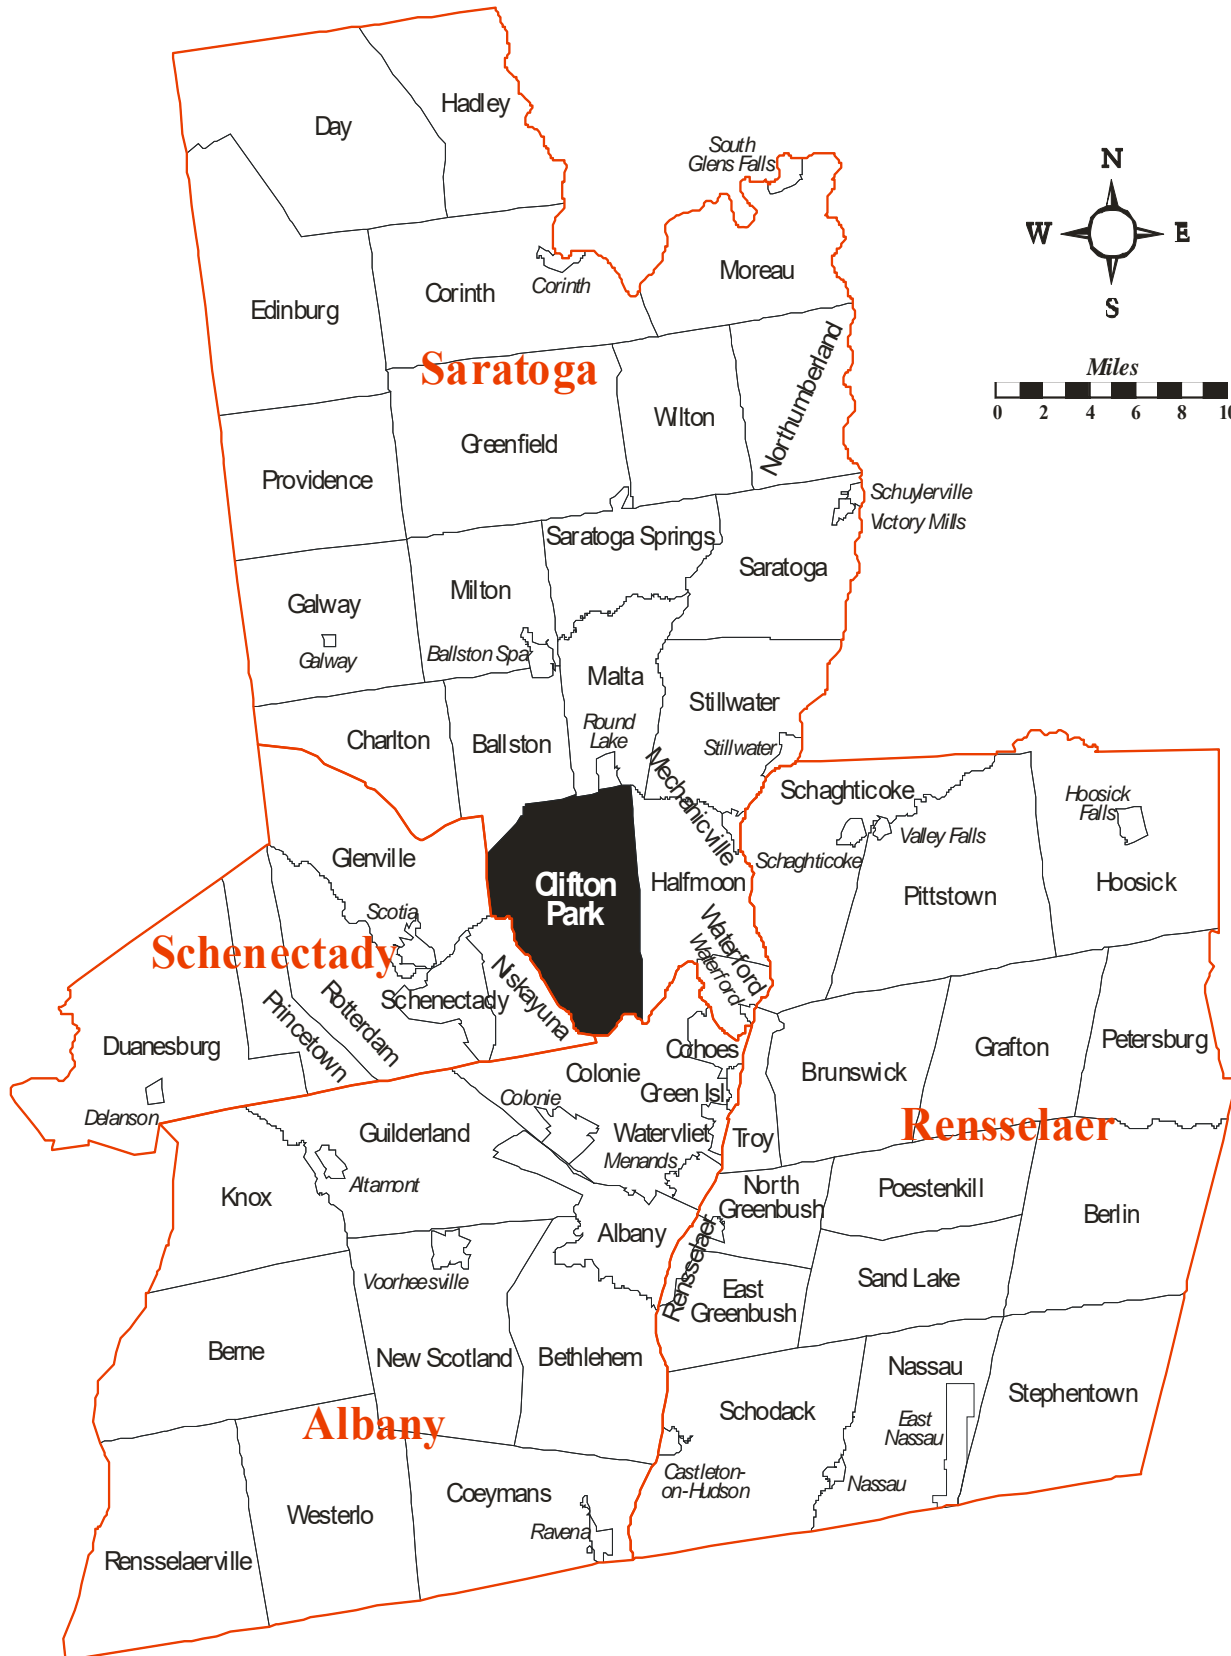 Hadley
Day
South
Glens Falls
N
W
E
S
Moreau
Corinth
Corinth
Edinburg
Saratoga
Northumberland
Miles
0 2 4 6 8 10
Wilton
Greenfield
Providence
Schuylerville
Victory Mills
Saratoga Springs
Saratoga
Milton
Galway
Galway
Ballston Spa
Malta
Stillwater
Round
Lake
Charlton
Ballston
Stillwater
Mechanicville
Schaghticoke
Hoosick
Falls
Valley Falls
Schaghticoke
Glenville
Clifton
Park
Halfmoon
Pittstown
Hoosick
Scotia
Waterford
Waterford
Schenectady
Niskayuna
Schenectady
Rotterdam
Princetown
Duanesburg
Delanson
Cohoes
Colonie
Green Isl.
Colonie
Watervliet
Menands
Troy
Brunswick
Grafton
Petersburg
Rensselaer
Guilderland
Altamont
Knox
North
Greenbush
Poestenkill
Berlin
Albany
Rensselaer
Voorheesville
East
Greenbush
Sand Lake
Berne
New Scotland
Bethlehem
Nassau
Stephentown
Albany
Schodack
East
Nassau
Castleton-
on-Hudson
Nassau
Coeymans
Westerlo
Ravena
Rensselaerville